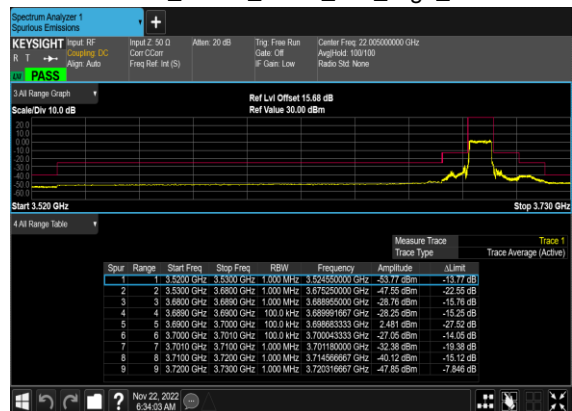 Spectrum Analyzer 1
Spurious Emissions
KEYSIGHT Input: RF Input Z: 50 Ω Atten: 20 dB Trig: Free Run Center Freq: 22.005000000 GHz
R T Coupling: DC Corr CCorr Gate: Off Avg|Hold: 100/100
Align: Auto Freq Ref: Int (S) IF Gain: Low Radio Std: None
PASS
3 All Range Graph
Ref Lvl Offset 15.68 dB
Scale/Div 10.0 dB Ref Value 30.00 dBm
20.0
10.0
0.00
-10.0
-20.0
-30.0
-40.0
-50.0
-60.0
Start 3.520 GHz Stop 3.730 GHz
4 All Range Table
Measure Trace Trace 1
Trace Type Trace Average (Active)
Spur Range Start Freq Stop Freq RBW Frequency Amplitude ΔLimit
1 1 3.5200 GHz 3.5300 GHz 1.000 MHz 3.524550000 GHz -53.77 dBm -13.77 dB
2 2 3.5300 GHz 3.6800 GHz 1.000 MHz 3.675250000 GHz -47.55 dBm -22.55 dB
3 3 3.6800 GHz 3.6890 GHz 1.000 MHz 3.688955000 GHz -28.76 dBm -15.76 dB
4 4 3.6890 GHz 3.6900 GHz 100.0 kHz 3.689991667 GHz -28.25 dBm -15.25 dB
5 5 3.6900 GHz 3.7000 GHz 100.0 kHz 3.698683333 GHz 2.481 dBm -27.52 dB
6 6 3.7000 GHz 3.7010 GHz 100.0 kHz 3.700043333 GHz -27.05 dBm -14.05 dB
7 7 3.7010 GHz 3.7100 GHz 1.000 MHz 3.701180000 GHz -32.38 dBm -19.38 dB
8 8 3.7100 GHz 3.7200 GHz 1.000 MHz 3.714566667 GHz -40.12 dBm -15.12 dB
9 9 3.7200 GHz 3.7300 GHz 1.000 MHz 3.720316667 GHz -47.85 dBm -7.846 dB
Nov 22, 2022
6:34:03 AM